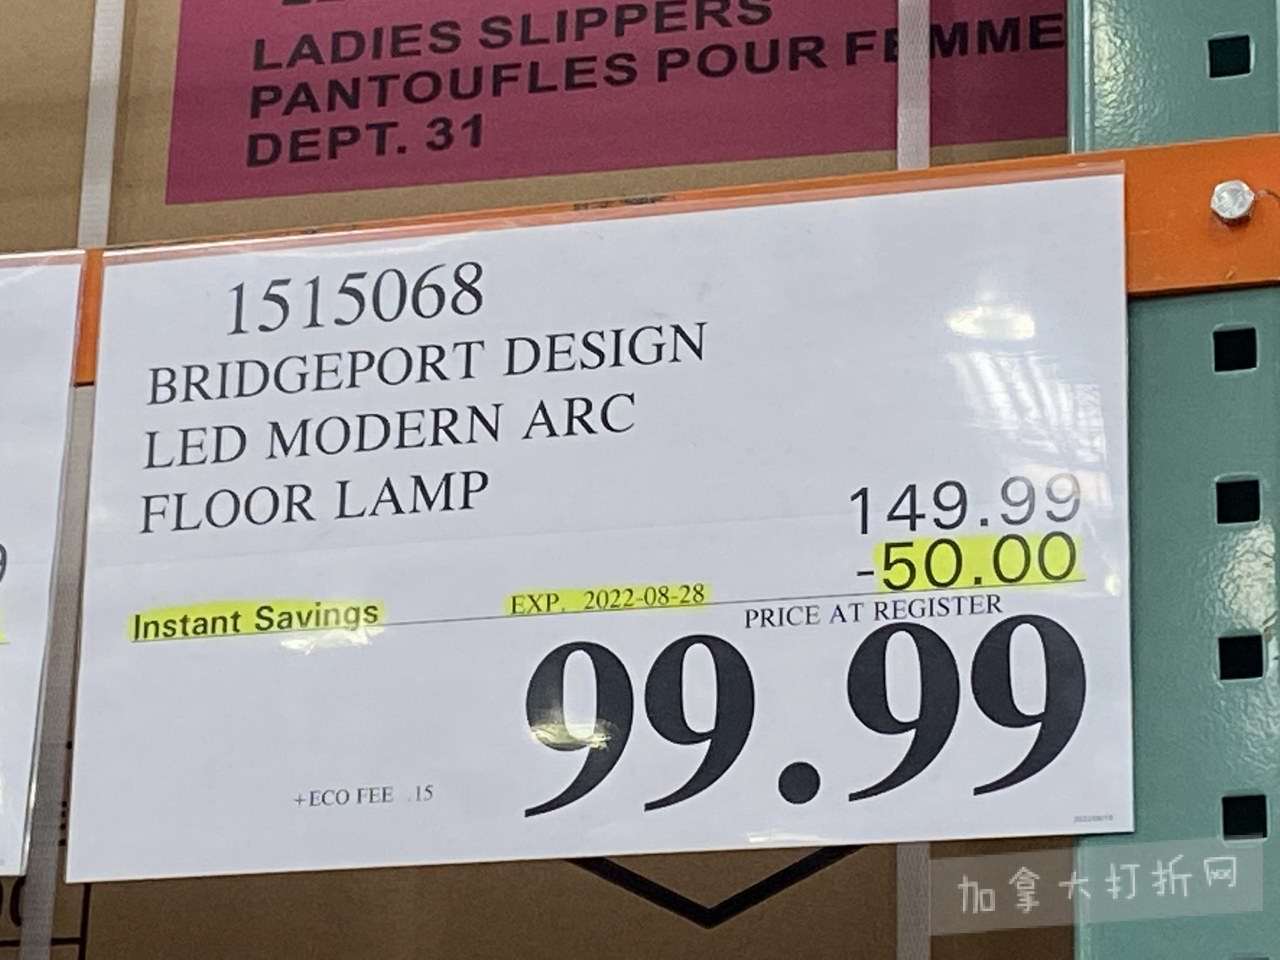 LADIES SLIPPERS
PANTOUFLES POUR FEMME
DEPT. 31
1515068
BRIDGEPORT DESIGN
LED MODERN ARC
FLOOR LAMP
149.99
-50.00
Instant Savings EXP. 2022-08-28
PRICE AT REGISTER
99.99
+ECO FEE .15
加拿大打折网